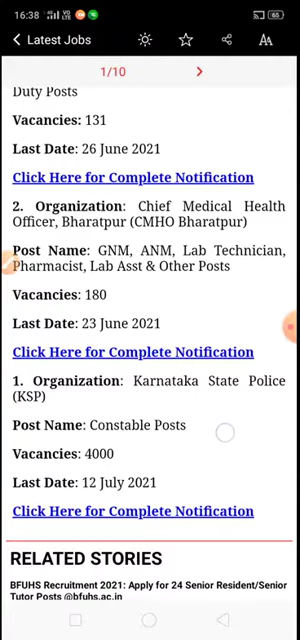 16:38
65
Latest Jobs
AA
1/10
Duty Posts
Vacancies: 131
Last Date: 26 June 2021
Click Here for Complete Notification
2. Organization: Chief Medical Health
Officer, Bharatpur (CMHO Bharatpur)
Post Name: GNM, ANM, Lab Technician,
Pharmacist, Lab Asst & Other Posts
Vacancies: 180
Last Date: 23 June 2021
Click Here for Complete Notification
1. Organization: Karnataka State Police
(KSP)
Post Name: Constable Posts
Vacancies: 4000
Last Date: 12 July 2021
Click Here for Complete Notification
RELATED STORIES
BFUHS Recruitment 2021: Apply for 24 Senior Resident/Senior
Tutor Posts @bfuhs.ac.in